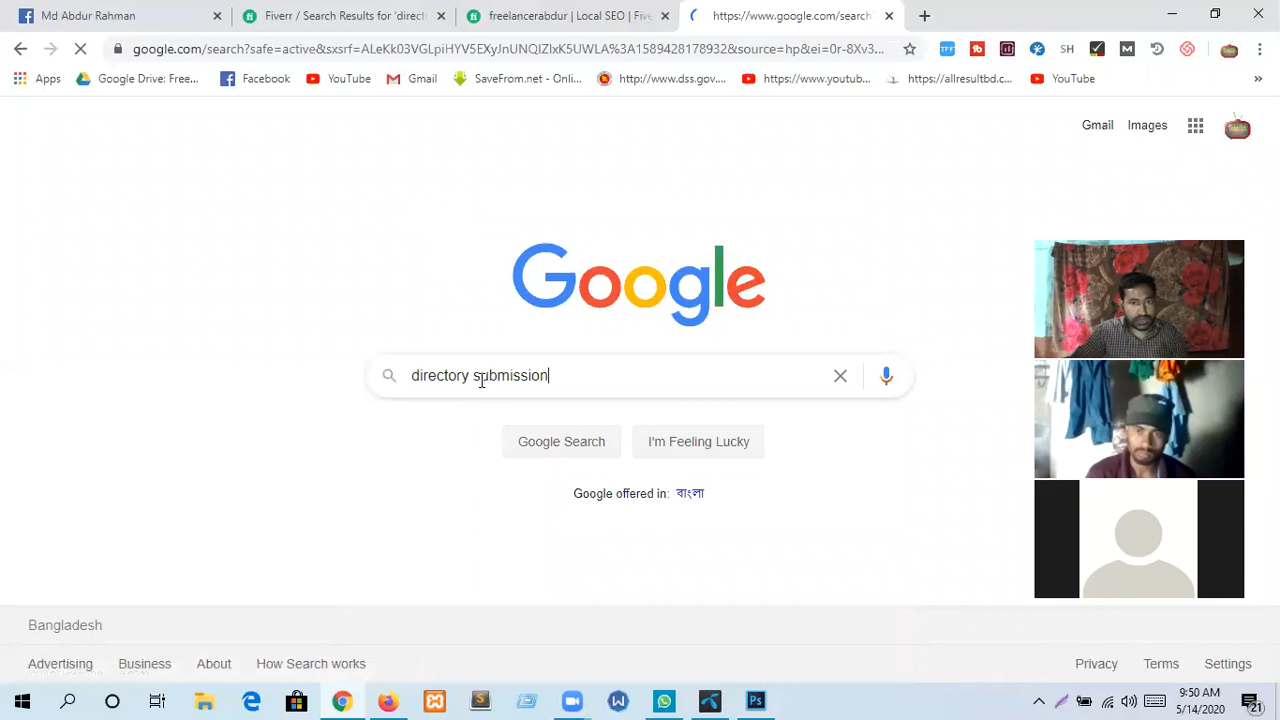 Md Abdur Rahman
Fiverr / Search Results for 'direct
freelancerabdur | Local SEO | Five
https://www.google.com/search
google.com/search?safe=active&sxsrf=ALeKk03VGLpiHYV5EXyJnUNQIZlxK5UWLA%3A1589428178932&source=hp&ei=0r-8Xv3...
SH
Apps
Google Drive: Free...
Facebook
YouTube
Gmail
SaveFrom.net - Onli...
http://www.dss.gov....
https://www.youtub...
https://allresultbd.c...
YouTube
»
Gmail
Images
Google
directory submission
Google Search
I'm Feeling Lucky
Google offered in: বাংলা
Bangladesh
Advertising
Business
About
How Search works
Privacy
Terms
Settings
9:50 AM
5/14/2020
21